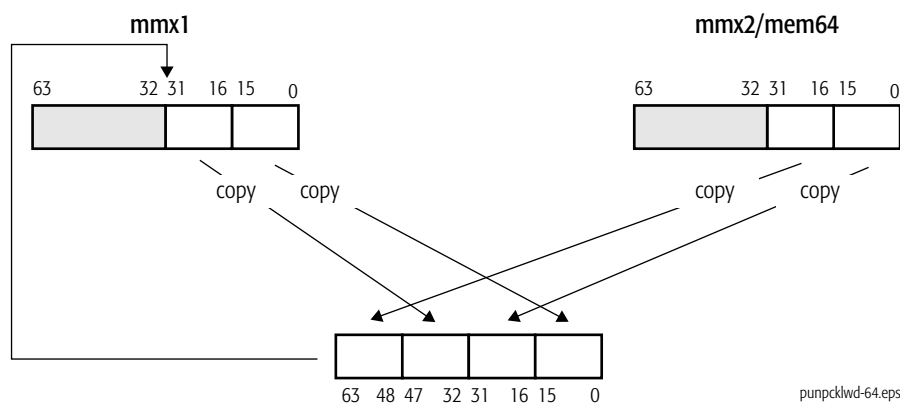 mmx1 mmx2/mem64
63 32 31 16 15 0 63 32 31 16 15 0
copy copy copy copy
63 48 47 32 31 16 15 0
punpcklwd-64.eps